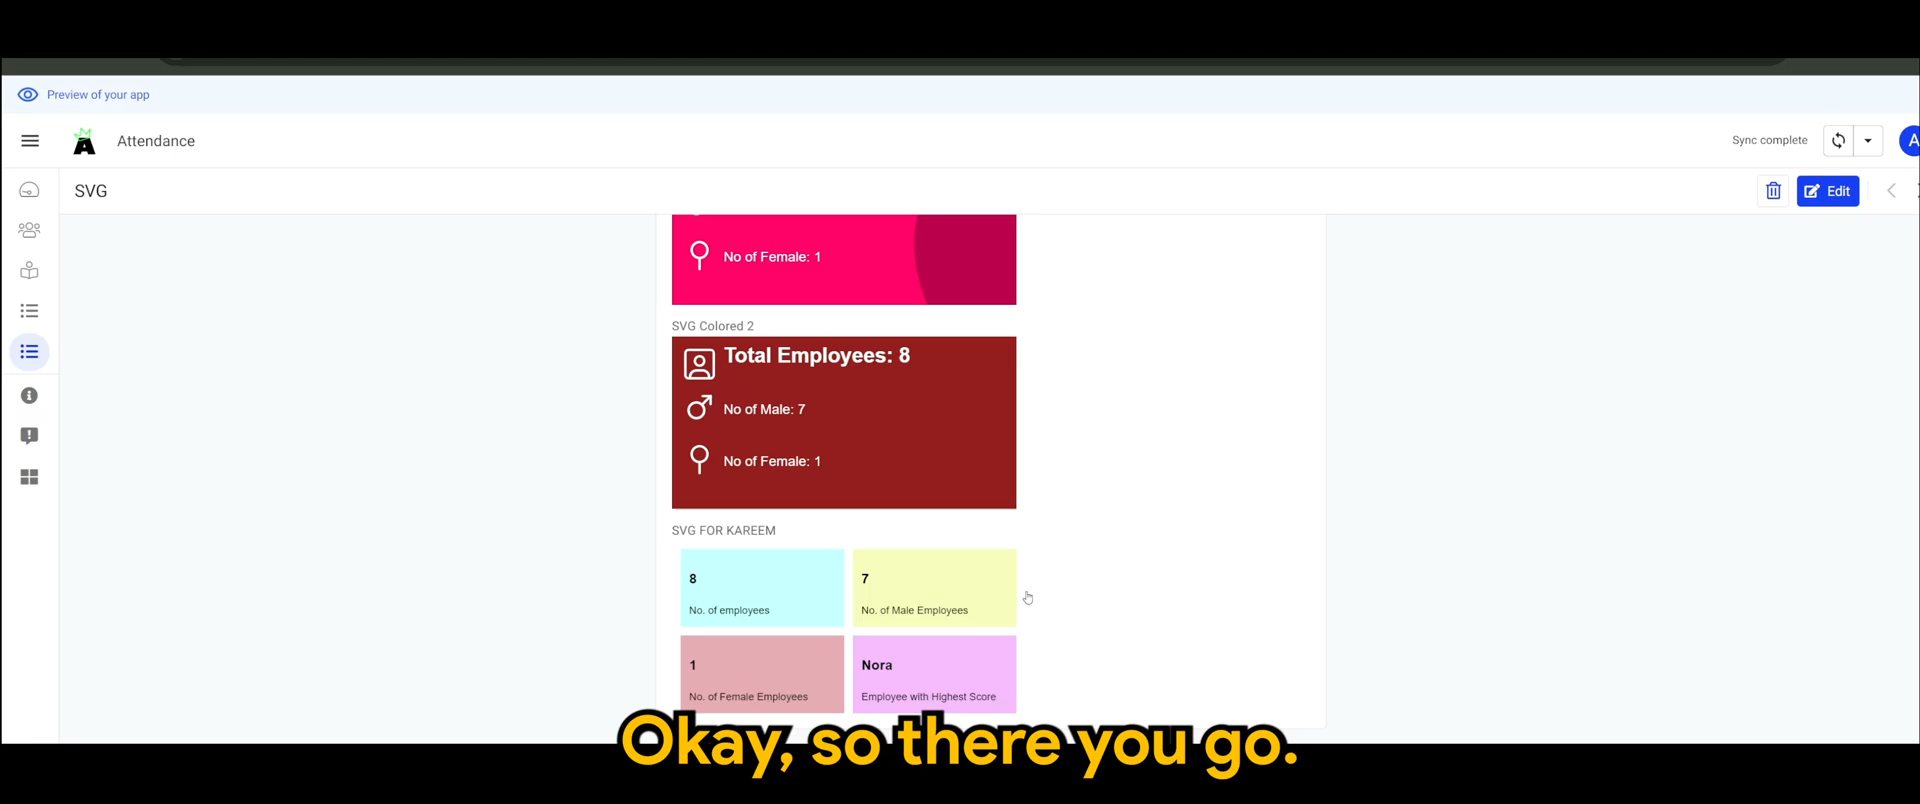 Preview of your app
Attendance
Sync complete
A
SVG
Edit
No of Female: 1
SVG Colored 2
Total Employees: 8
No of Male: 7
No of Female: 1
SVG FOR KAREEM
8
No. of employees
7
No. of Male Employees
1
No. of Female Employees
Nora
Employee with Highest Score
Okay, so there you go.